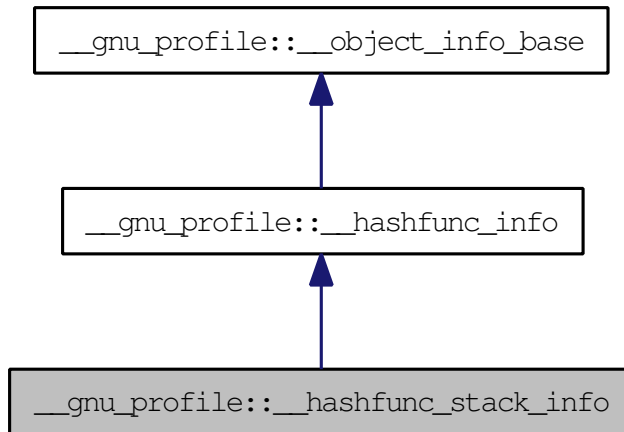 __gnu_profile::__object_info_base
__gnu_profile::__hashfunc_info
__gnu_profile::__hashfunc_stack_info